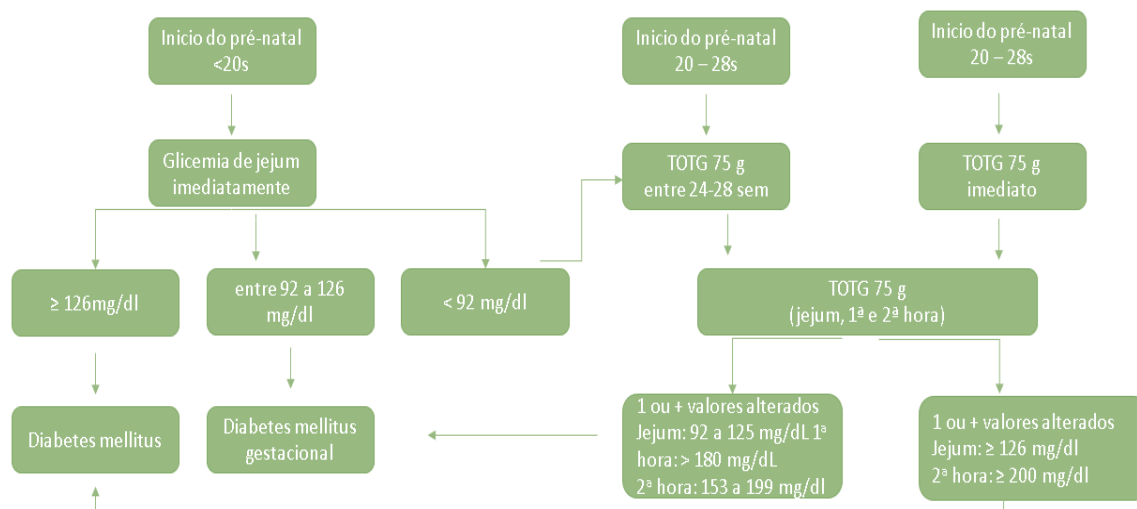 Inicio do pré-natal
<20s
Inicio do pré-natal
20 – 28s
Inicio do pré-natal
20 – 28s
Glicemia de jejum
imediatamente
TOTG 75 g
entre 24-28 sem
TOTG 75 g
imediato
≥ 126mg/dl
entre 92 a 126
mg/dl
< 92 mg/dl
TOTG 75 g
(jejum, 1ª e 2ª hora)
Diabetes mellitus
Diabetes mellitus
gestacional
1 ou + valores alterados
Jejum: 92 a 125 mg/dL 1ª
hora: > 180 mg/dL
2ª hora: 153 a 199 mg/dl
1 ou + valores alterados
Jejum: ≥ 126 mg/dl
2ª hora: ≥ 200 mg/dl